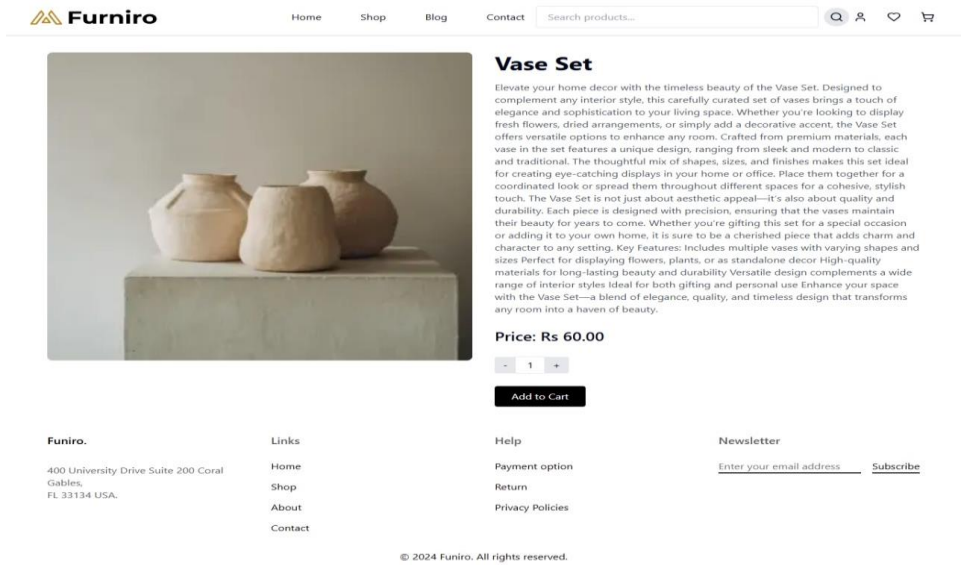 Furniro
Home Shop Blog Contact Search products...
Vase Set
Elevate your home decor with the timeless beauty of the Vase Set. Designed to
complement any interior style, this carefully curated set of vases brings a touch of
elegance and sophistication to your living space. Whether you're looking to display
fresh flowers, dried arrangements, or simply add a decorative accent, the Vase Set
offers versatile options to enhance any room. Crafted from premium materials, each
vase in the set features a unique design, ranging from sleek and modern to classic
and traditional. The thoughtful mix of shapes, sizes, and finishes makes this set ideal
for creating eye-catching displays in your home or office. Place them together for a
coordinated look or spread them throughout different spaces for a cohesive, stylish
touch. The Vase Set is not just about aesthetic appeal—it's also about quality and
durability. Each piece is designed with precision, ensuring that the vases maintain
their beauty for years to come. Whether you're gifting this set for a special occasion
or adding it to your own home, it is sure to be a cherished piece that adds charm and
character to any setting. Key Features: Includes multiple vases with varying shapes and
sizes Perfect for displaying flowers, plants, or as standalone decor High-quality
materials for long-lasting beauty and durability Versatile design complements a wide
range of interior styles Ideal for both gifting and personal use Enhance your space
with the Vase Set—a blend of elegance, quality, and timeless design that transforms
any room into a haven of beauty.
Price: Rs 60.00
- 1 +
Add to Cart
Funiro.
400 University Drive Suite 200 Coral
Gables,
FL 33134 USA.
Links
Home
Shop
About
Contact
Help
Payment option
Return
Privacy Policies
Newsletter
Enter your email address Subscribe
© 2024 Funiro. All rights reserved.